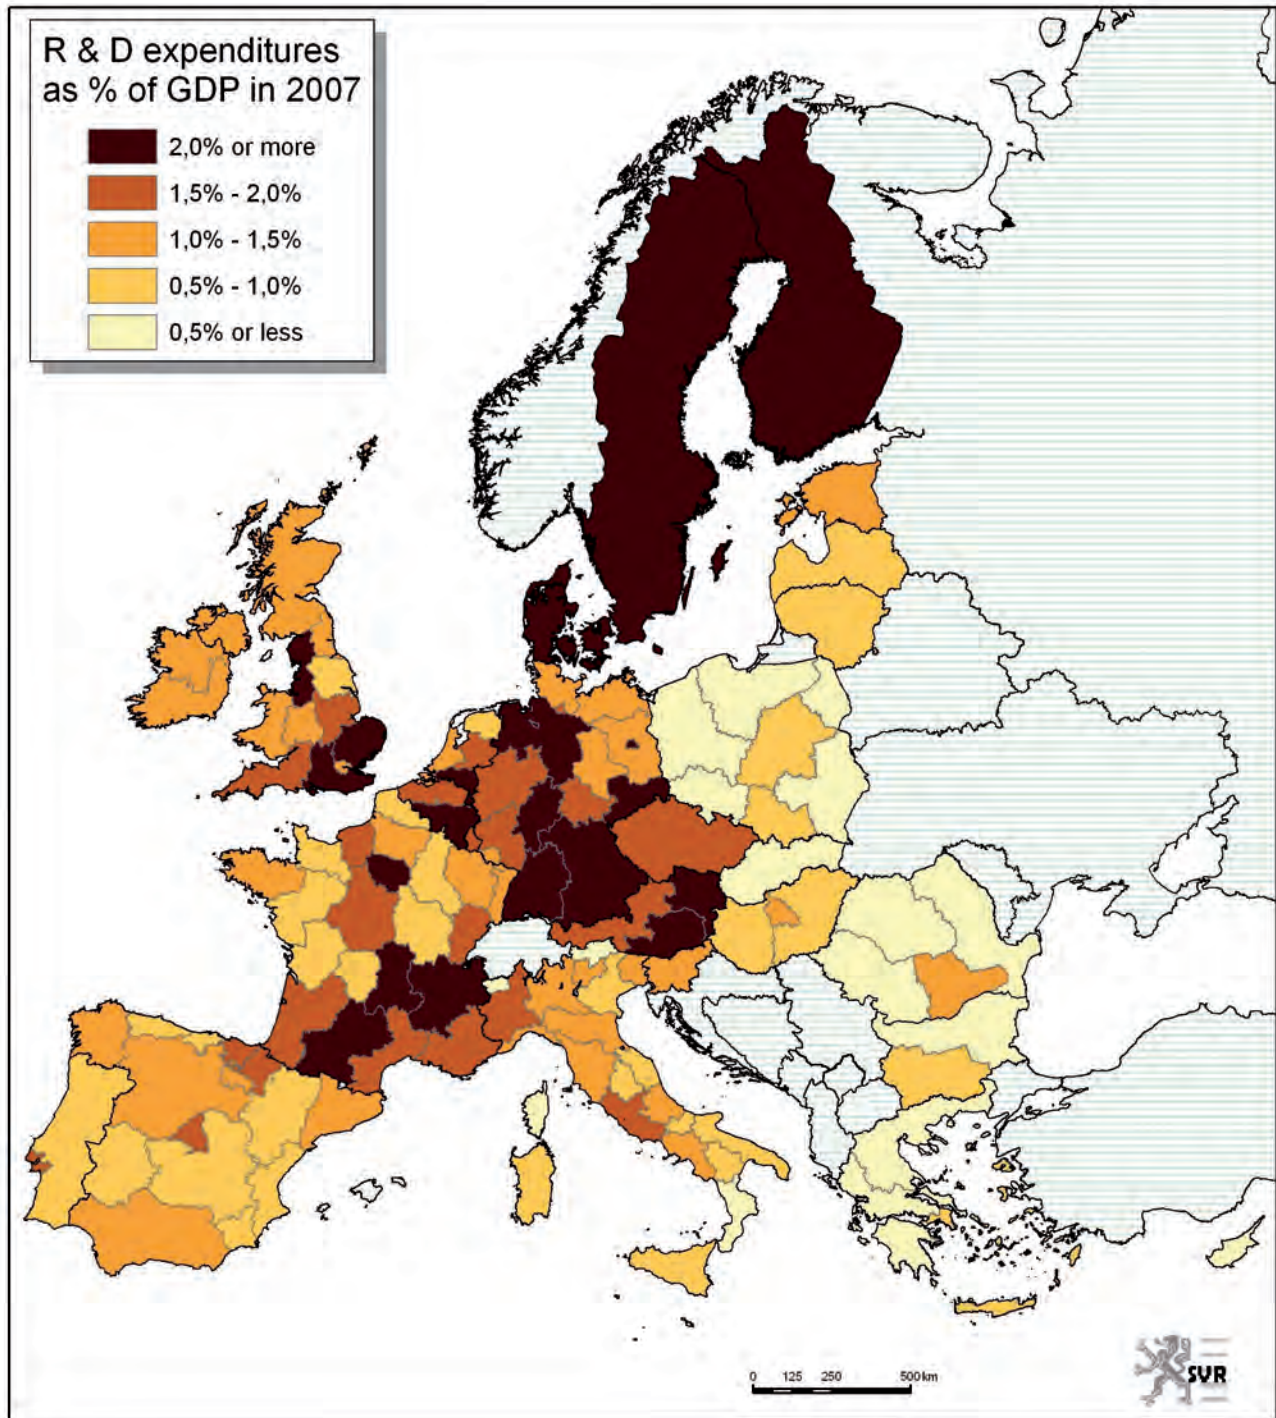 R & D expenditures
as % of GDP in 2007
2,0% or more
1,5% - 2,0%
1,0% - 1,5%
0,5% - 1,0%
0,5% or less
0 125 250 500 km
SVR